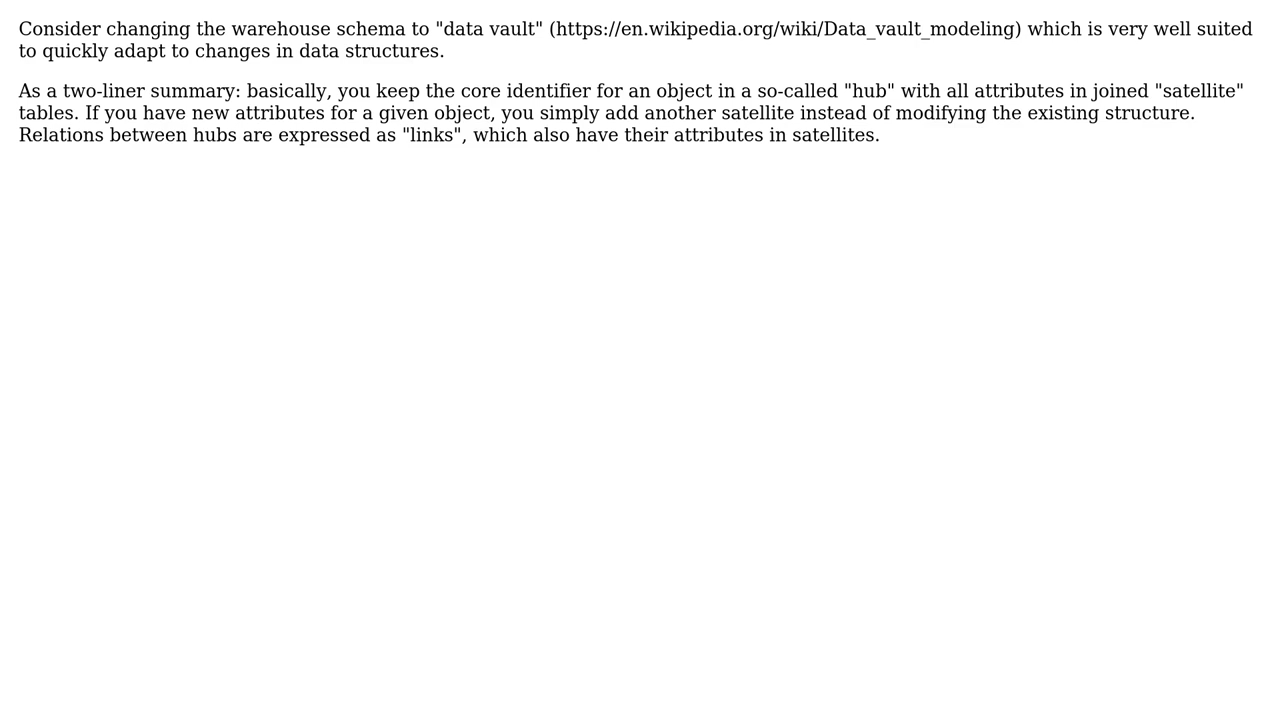 Consider changing the warehouse schema to "data vault" (https://en.wikipedia.org/wiki/Data_vault_modeling) which is very well suited
to quickly adapt to changes in data structures.
As a two-liner summary: basically, you keep the core identifier for an object in a so-called "hub" with all attributes in joined "satellite"
tables. If you have new attributes for a given object, you simply add another satellite instead of modifying the existing structure.
Relations between hubs are expressed as "links", which also have their attributes in satellites.